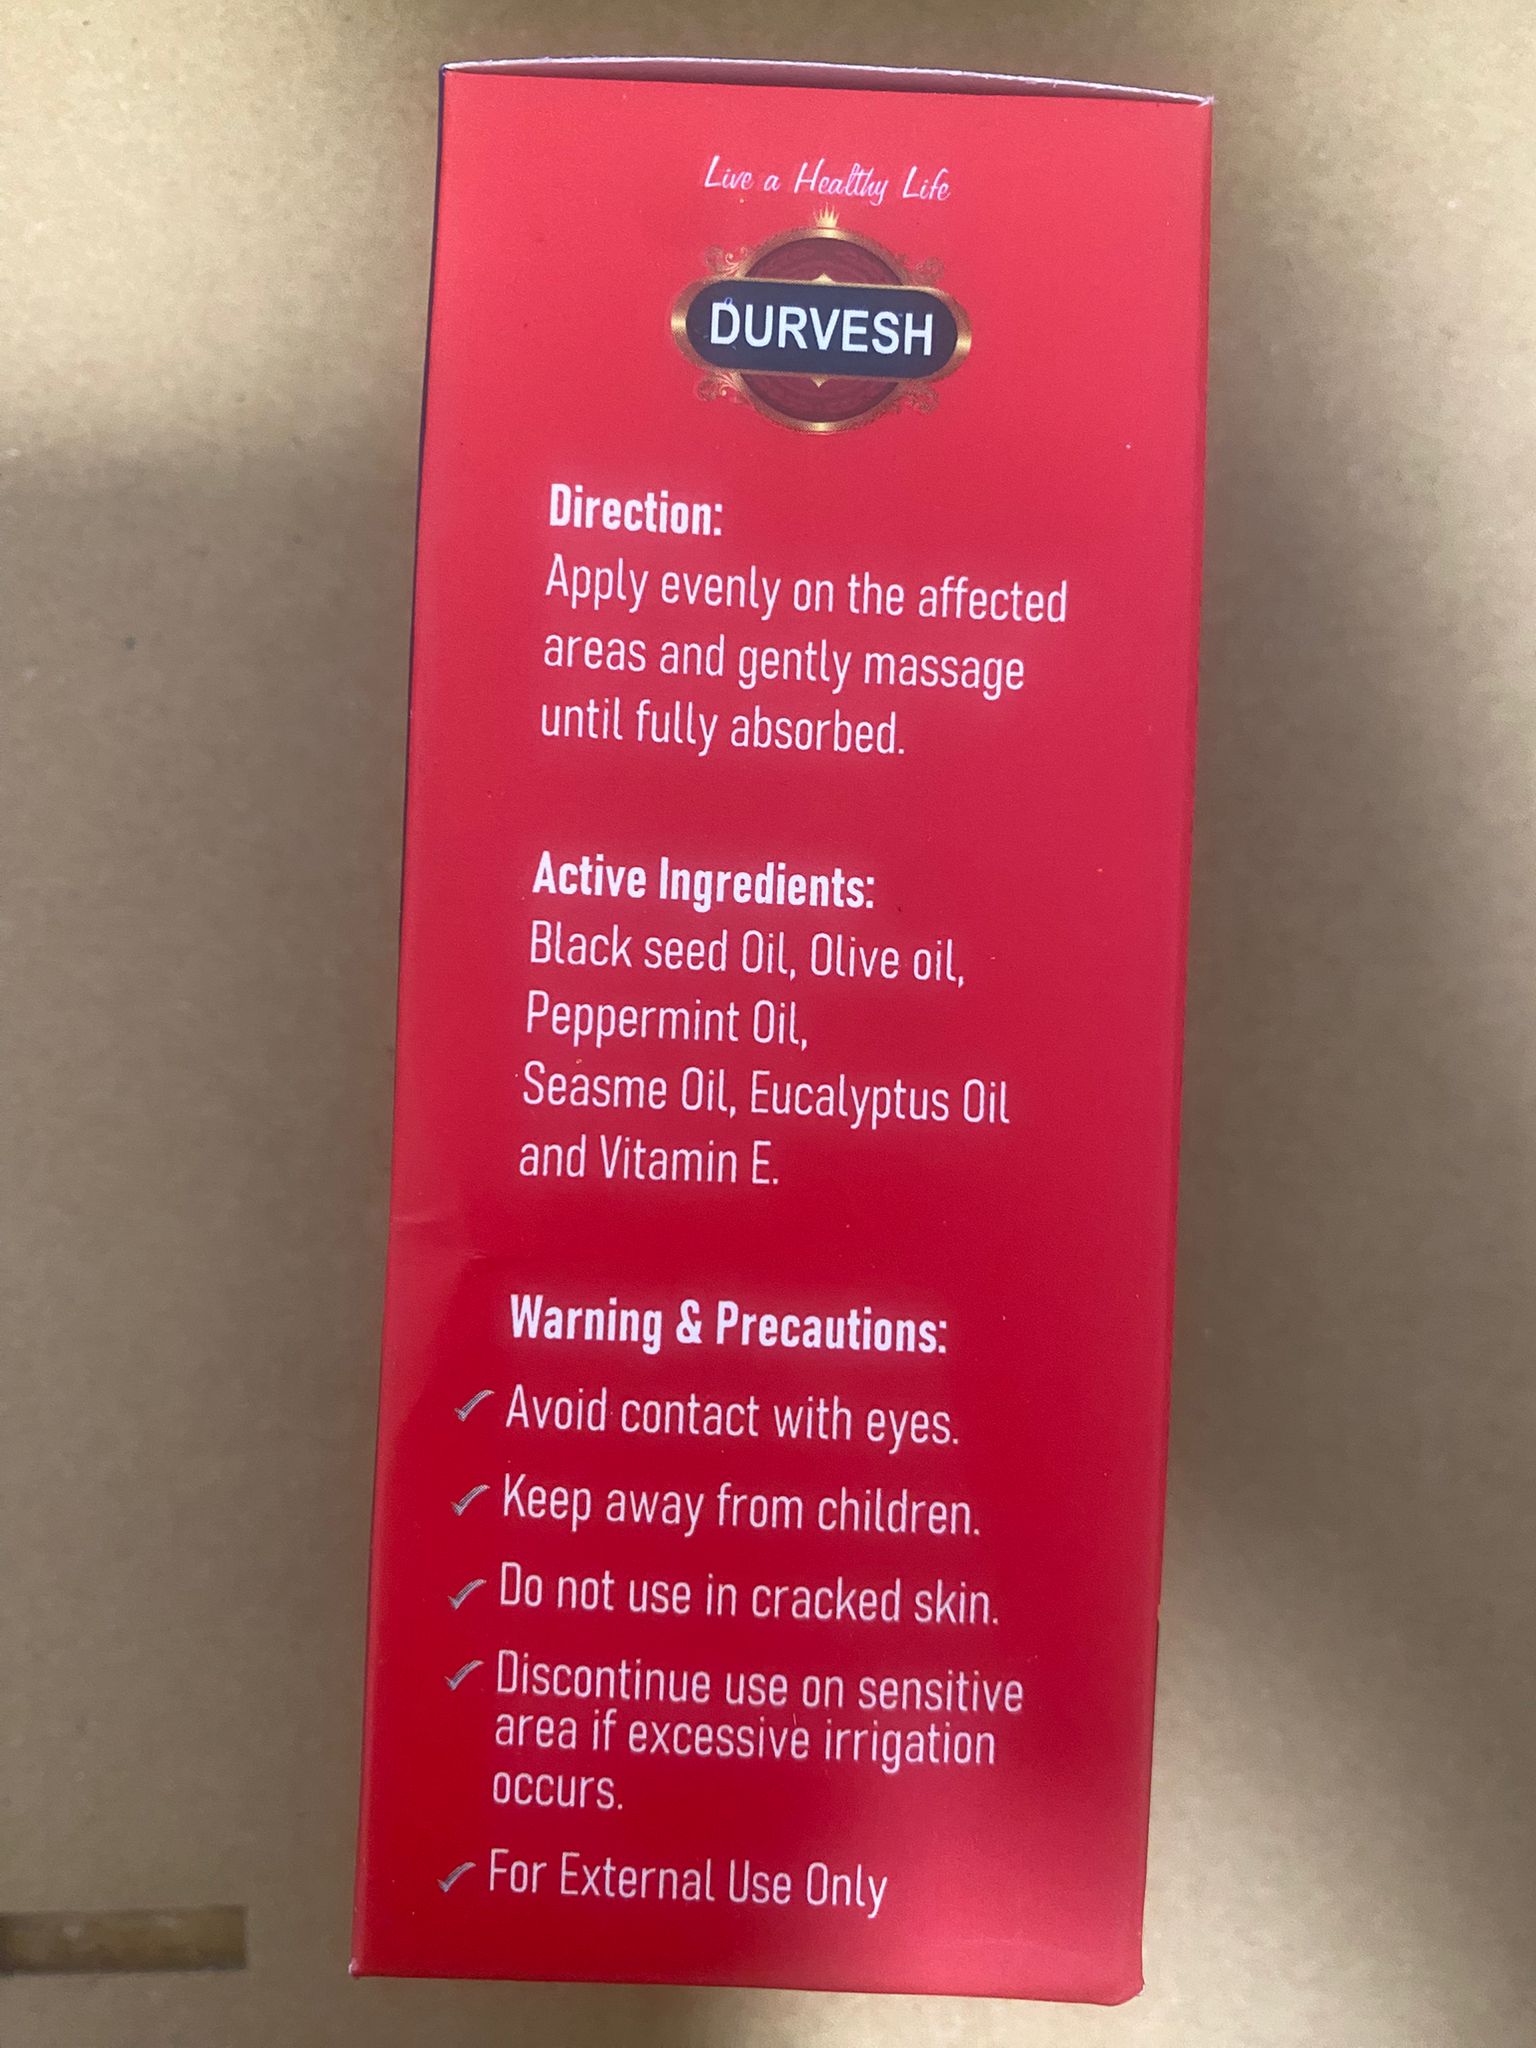 Live a Healthy Life
DURVESH
Direction:
Apply evenly on the affected
areas and gently massage
until fully absorbed.
Active Ingredients:
Black seed Oil, Olive oil,
Peppermint Oil,
Seasme Oil, Eucalyptus Oil
and Vitamin E.
Warning & Precautions:
✓ Avoid contact with eyes.
✓ Keep away from children.
✓ Do not use in cracked skin.
✓ Discontinue use on sensitive
area if excessive irrigation
occurs.
✓ For External Use Only